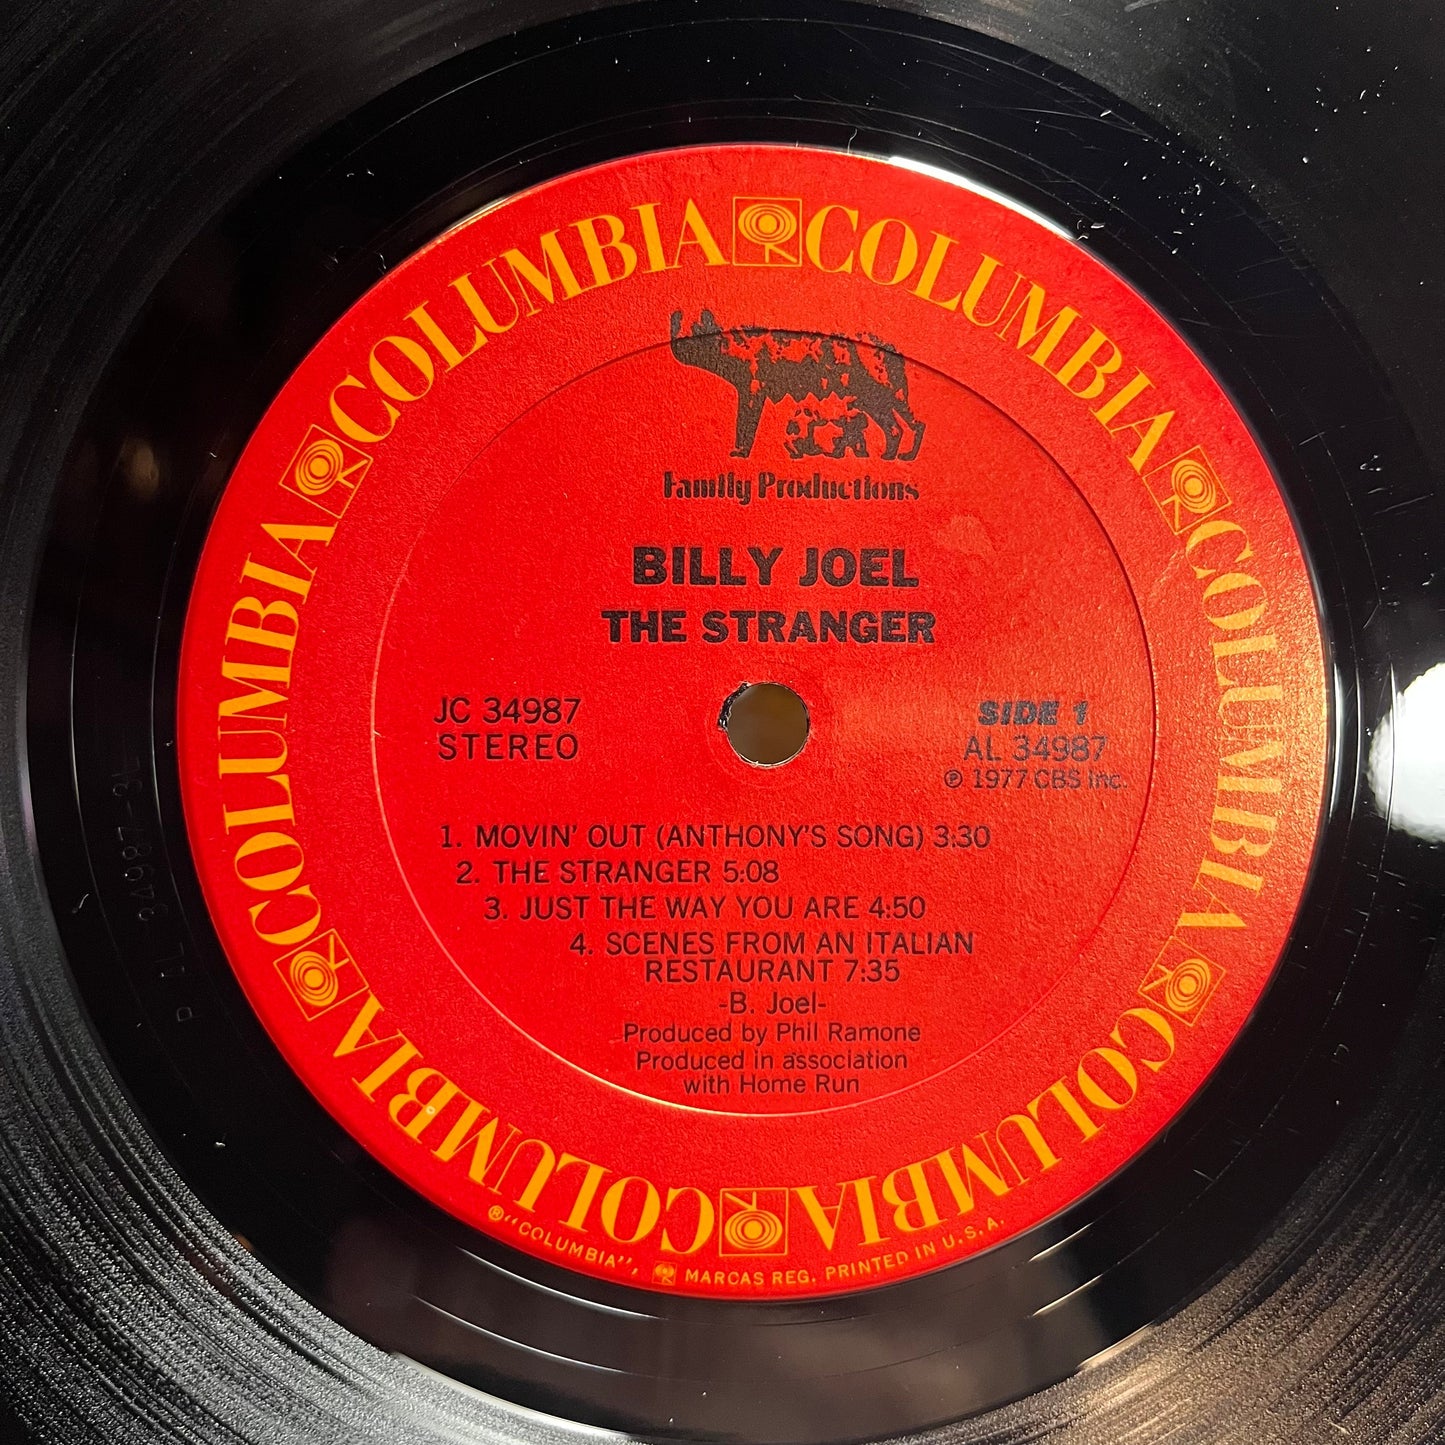 COLUMBIA COLUMBIA COLUMBIA COLUMBIA COLUMBIA COLUMBIA
Family Productions
BILLY JOEL
THE STRANGER
JC 34987
STEREO
SIDE 1
AL 34987
℗ 1977 CBS Inc.
1. MOVIN' OUT (ANTHONY'S SONG) 3:30
2. THE STRANGER 5:08
3. JUST THE WAY YOU ARE 4:50
4. SCENES FROM AN ITALIAN
RESTAURANT 7:35
-B. Joel-
Produced by Phil Ramone
Produced in association
with Home Run
®"COLUMBIA", MARCAS REG. PRINTED IN U.S.A.